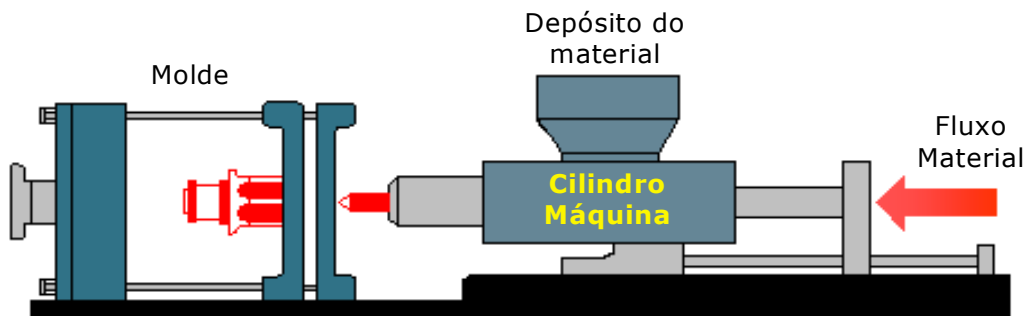 Depósito do
material
Molde
Fluxo
Material
Cilindro
Máquina